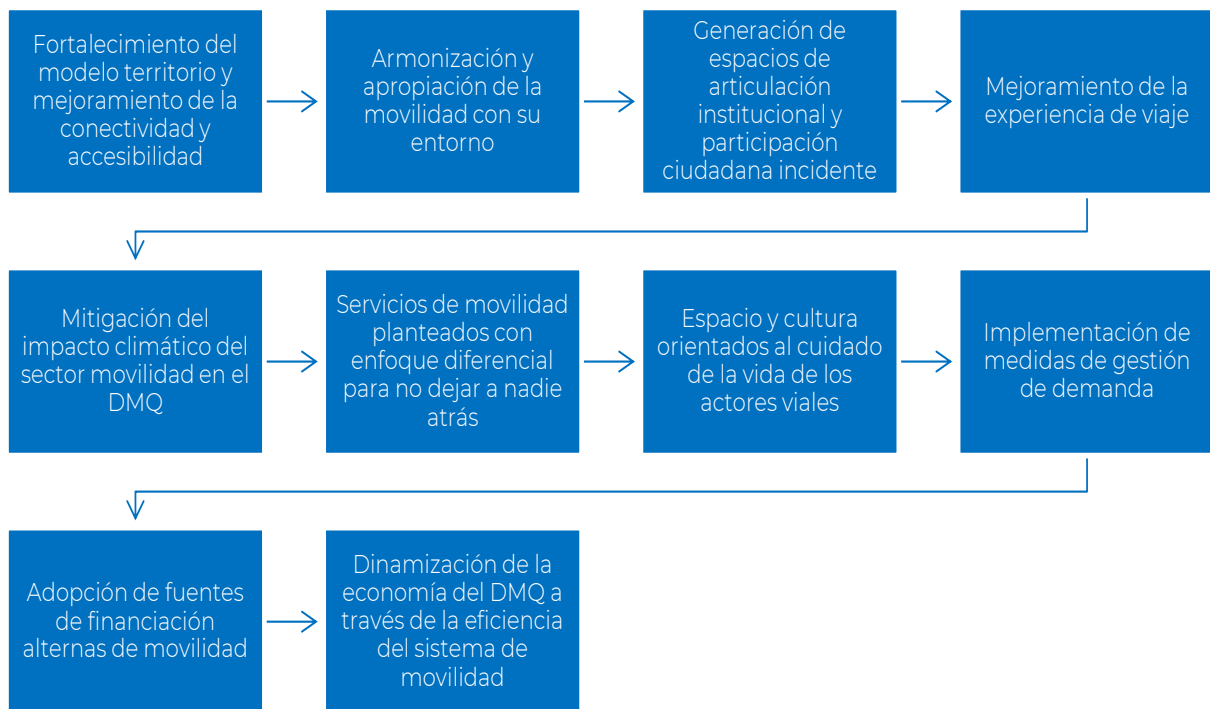 Fortalecimiento del
modelo territorio y
mejoramiento de la
conectividad y
accesibilidad
Armonización y
apropiación de la
movilidad con su
entorno
Generación de
espacios de
articulación
institucional y
participación
ciudadana incidente
Mejoramiento de la
experiencia de viaje
Mitigación del
impacto climático del
sector movilidad en el
DMQ
Servicios de movilidad
planteados con
enfoque diferencial
para no dejar a nadie
atrás
Espacio y cultura
orientados al cuidado
de la vida de los
actores viales
Implementación de
medidas de gestión
de demanda
Adopción de fuentes
de financiación
alternas de movilidad
Dinamización de la
economía del DMQ a
través de la eficiencia
del sistema de
movilidad